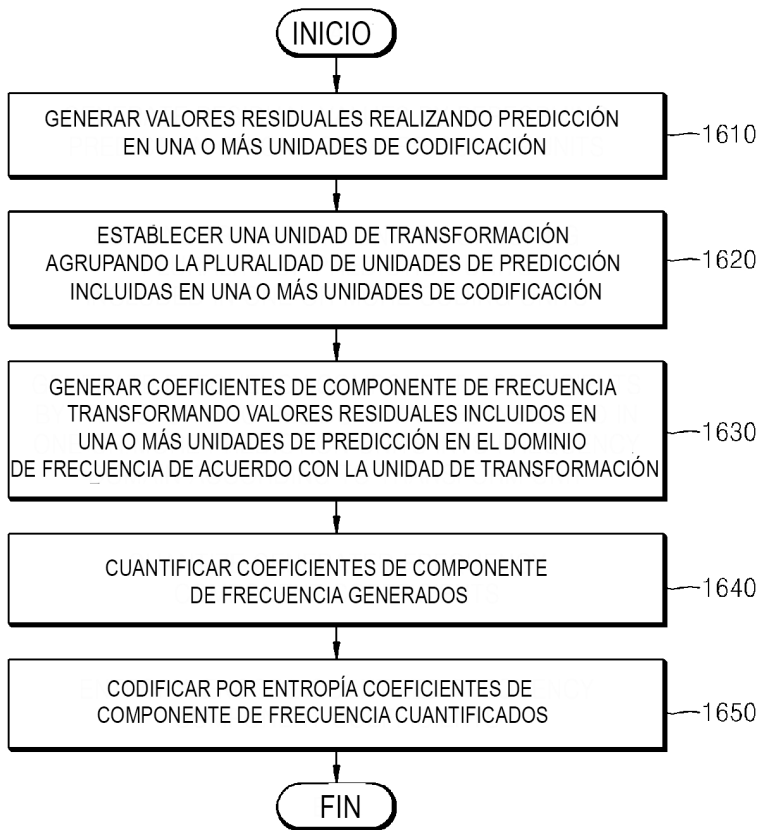 INICIO
GENERAR VALORES RESIDUALES REALIZANDO PREDICCIÓN
EN UNA O MÁS UNIDADES DE CODIFICACIÓN
1610
ESTABLECER UNA UNIDAD DE TRANSFORMACIÓN
AGRUPANDO LA PLURALIDAD DE UNIDADES DE PREDICCIÓN
INCLUIDAS EN UNA O MÁS UNIDADES DE CODIFICACIÓN
1620
GENERAR COEFICIENTES DE COMPONENTE DE FRECUENCIA
TRANSFORMANDO VALORES RESIDUALES INCLUIDOS EN
UNA O MÁS UNIDADES DE PREDICCIÓN EN EL DOMINIO
DE FRECUENCIA DE ACUERDO CON LA UNIDAD DE TRANSFORMACIÓN
1630
CUANTIFICAR COEFICIENTES DE COMPONENTE
DE FRECUENCIA GENERADOS
1640
CODIFICAR POR ENTROPÍA COEFICIENTES DE
COMPONENTE DE FRECUENCIA CUANTIFICADOS
1650
FIN